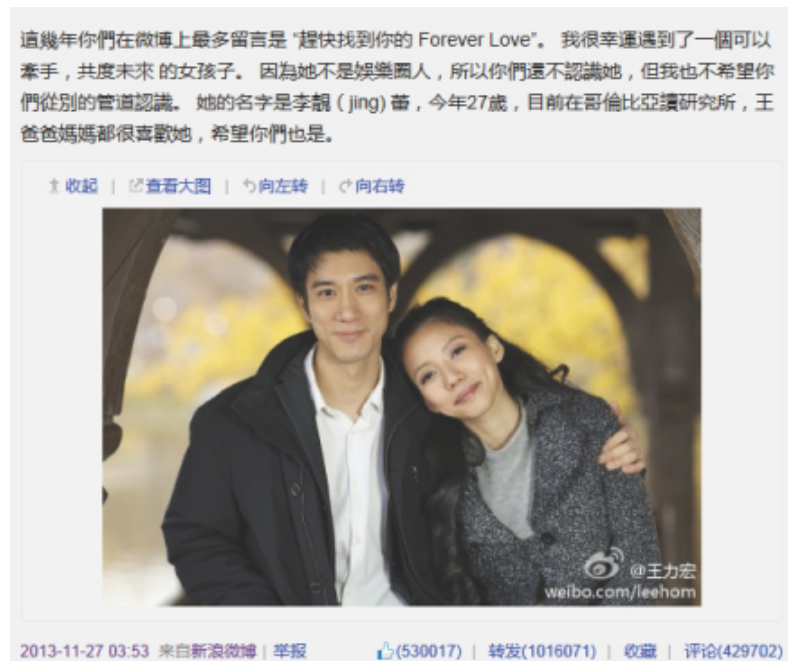 這幾年你們在微博上最多留言是 “趕快找到你的 Forever Love”。 我很幸運遇到了一個可以
牽手，共度未來 的女孩子。 因為她不是娛樂圈人，所以你們還不認識她，但我也不希望你
們從別的管道認識。 她的名字是李靚（jing) 蕾，今年27歲，目前在哥倫比亞讀研究所，王
爸爸媽媽都很喜歡她，希望你們也是。
收起 | 查看大图 | 向左转 | 向右转
@王力宏
weibo.com/leehom
2013-11-27 03:53 来自新浪微博 | 举报 (530017) | 转发(1016071) | 收藏 | 评论(429702)